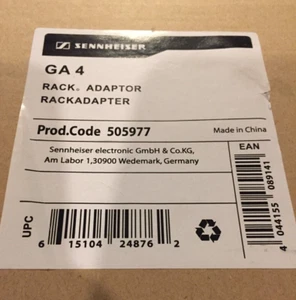 SENNHEISER
GA 4
RACK. ADAPTOR
RACKADAPTER
Prod.Code 505977
Made in China
Sennheiser electronic GmbH & Co.KG,
Am Labor 1,30900 Wedemark, Germany
EAN
4 044155 089141
UPC
6 15104 24876 2